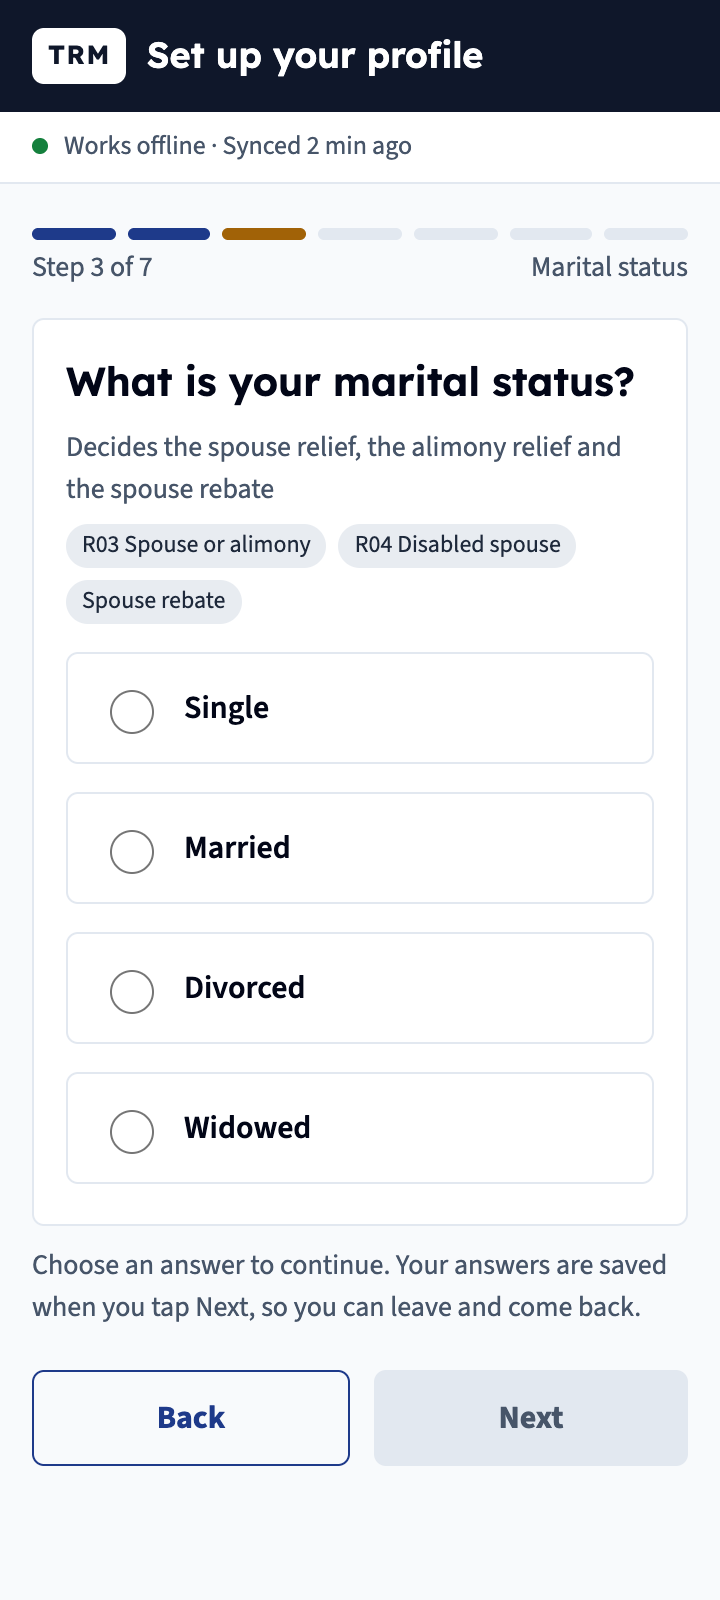 TRM Set up your profile
Works offline · Synced 2 min ago
Step 3 of 7 Marital status
What is your marital status?
Decides the spouse relief, the alimony relief and
the spouse rebate
R03 Spouse or alimony R04 Disabled spouse
Spouse rebate
Single
Married
Divorced
Widowed
Choose an answer to continue. Your answers are saved
when you tap Next, so you can leave and come back.
Back Next